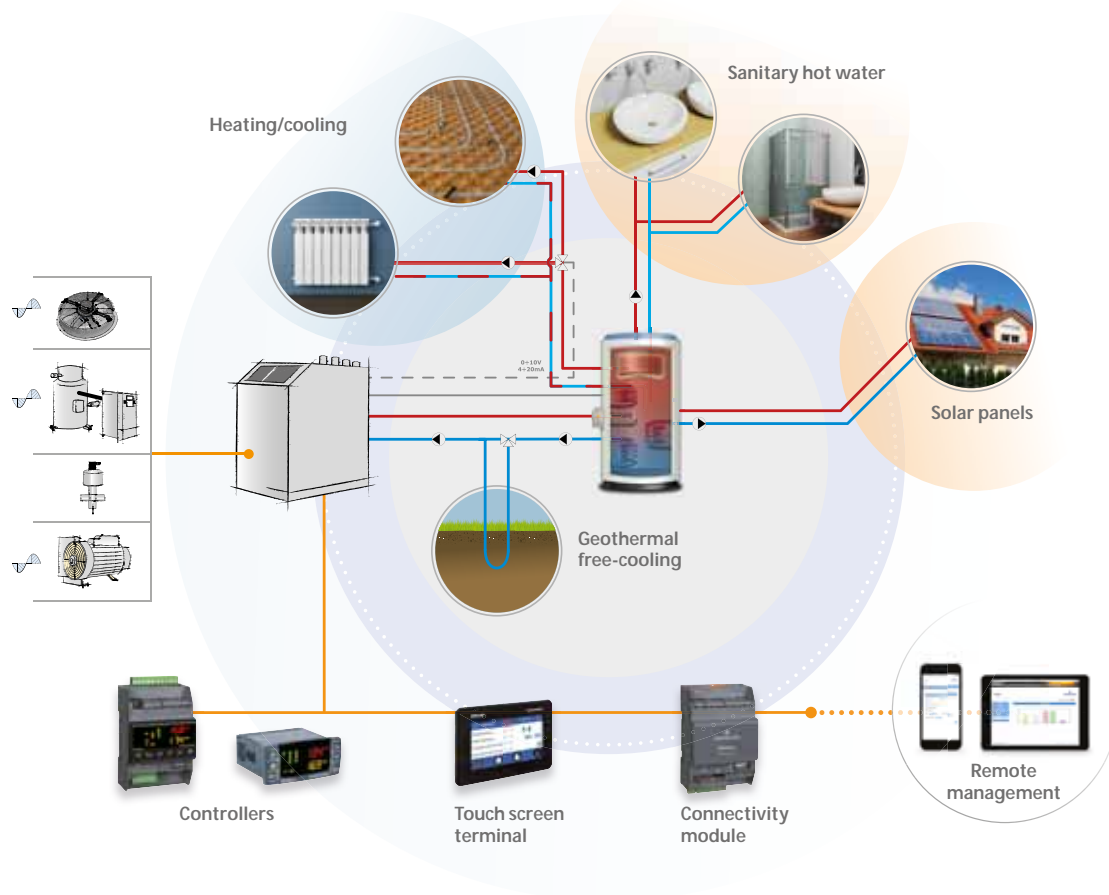 Sanitary hot water
Heating/cooling
0÷10V
4÷20mA
Solar panels
Geothermal
free-cooling
Remote
management
Controllers
Touch screen
terminal
Connectivity
module